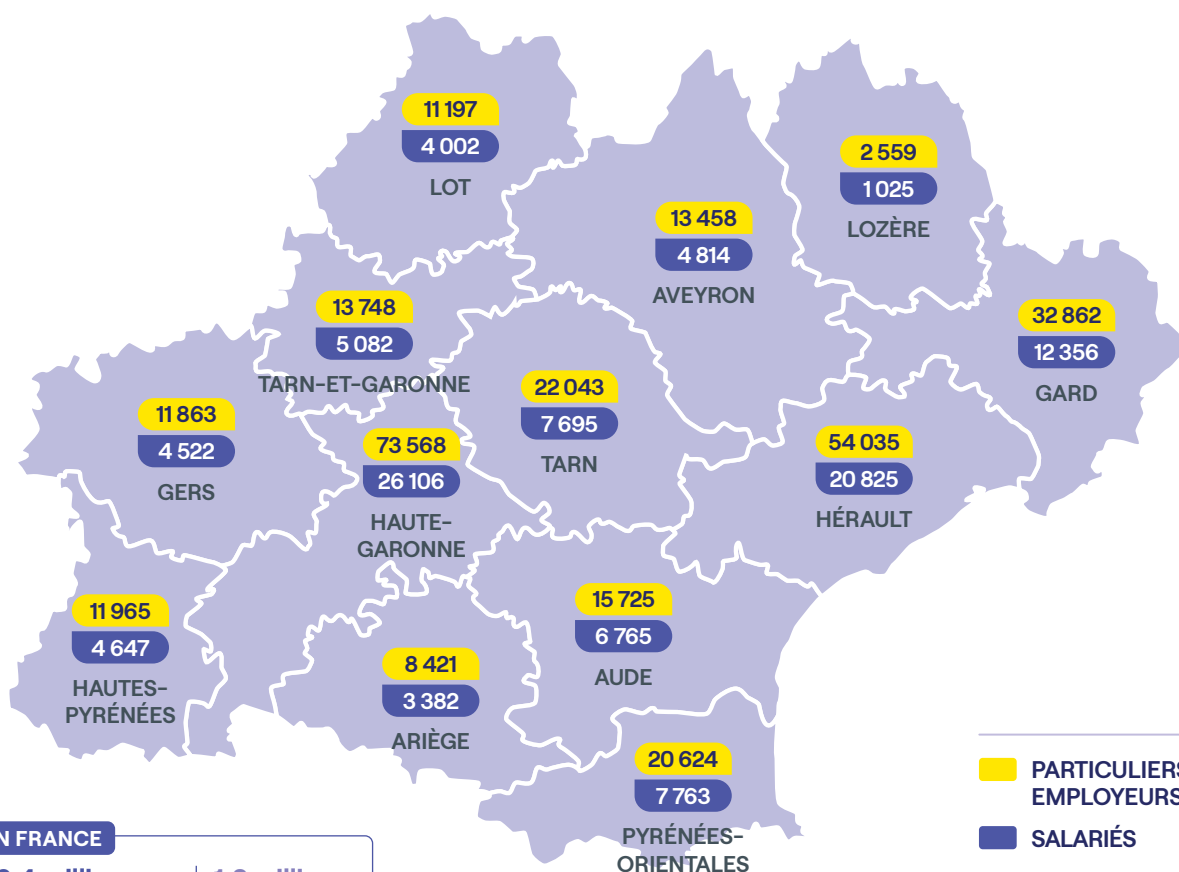 11 197
4 002
LOT
2 559
1 025
LOZÈRE
13 458
4 814
AVEYRON
13 748
5 082
TARN-ET-GARONNE
32 862
12 356
GARD
22 043
7 695
TARN
11 863
4 522
GERS
73 568
26 106
HAUTE-
GARONNE
54 035
20 825
HÉRAULT
11 965
4 647
HAUTES-
PYRÉNÉES
15 725
6 765
AUDE
8 421
3 382
ARIÈGE
20 624
7 763
PYRÉNÉES-
ORIENTALES
PARTICULIERS
EMPLOYEURS
SALARIÉS
N FRANCE